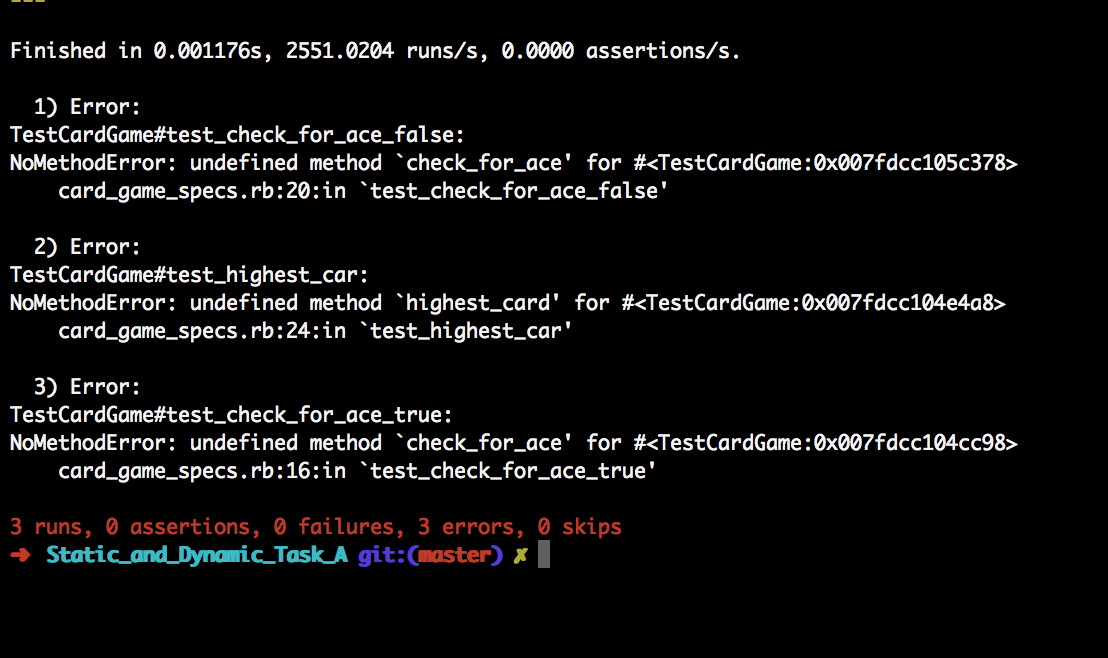 Finished in 0.001176s, 2551.0204 runs/s, 0.0000 assertions/s.
1) Error:
TestCardGame#test_check_for_ace_false:
NoMethodError: undefined method `check_for_ace' for #<TestCardGame:0x007fdcc105c378>
card_game_specs.rb:20:in `test_check_for_ace_false'
2) Error:
TestCardGame#test_highest_car:
NoMethodError: undefined method `highest_card' for #<TestCardGame:0x007fdcc104e4a8>
card_game_specs.rb:24:in `test_highest_car'
3) Error:
TestCardGame#test_check_for_ace_true:
NoMethodError: undefined method `check_for_ace' for #<TestCardGame:0x007fdcc104cc98>
card_game_specs.rb:16:in `test_check_for_ace_true'
3 runs, 0 assertions, 0 failures, 3 errors, 0 skips
➜ Static_and_Dynamic_Task_A git:(master) ✗